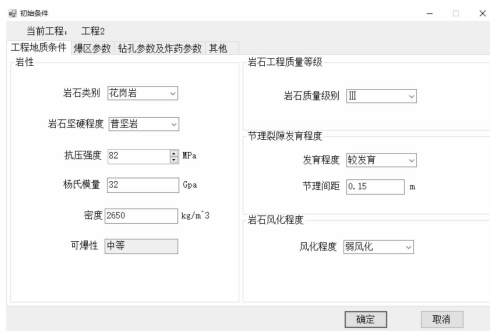 初始条件
当前工程: 工程2
工程地质条件 爆区参数 钻孔参数及炸药参数 其他
岩性
岩石类别 花岗岩
岩石坚硬程度 普坚岩
抗压强度 82 MPa
杨氏模量 32 Gpa
密度 2650 kg/m^3
可爆性 中等
岩石工程质量等级
岩石质量级别 Ⅲ
节理裂隙发育程度
发育程度 较发育
节理间距 0.15 m
岩石风化程度
风化程度 弱风化
确定 取消